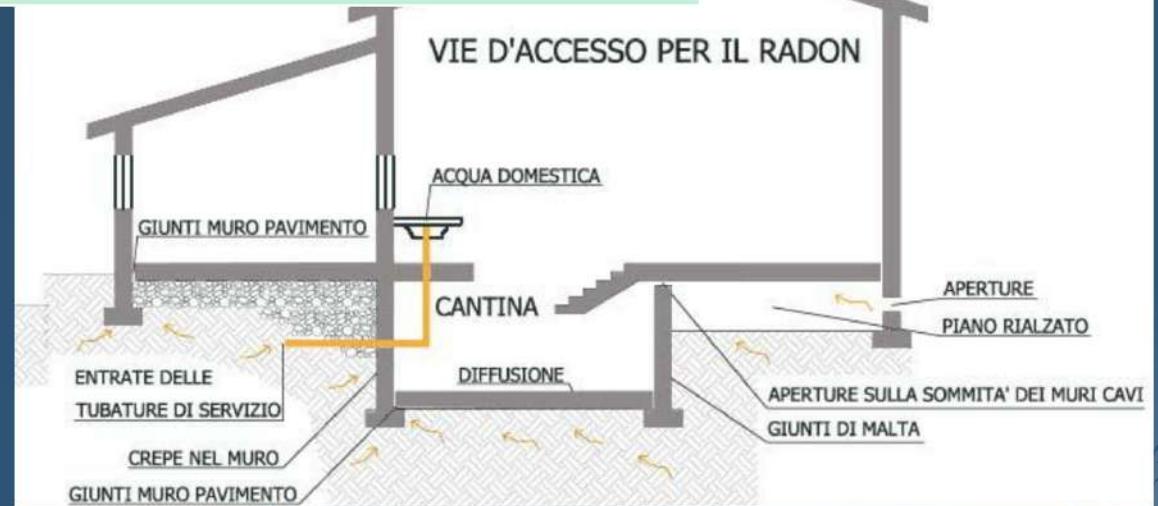 VIE D'ACCESSO PER IL RADON
ACQUA DOMESTICA
GIUNTI MURO PAVIMENTO
CANTINA
APERTURE
PIANO RIALZATO
ENTRATE DELLE
TUBATURE DI SERVIZIO
DIFFUSIONE
APERTURE SULLA SOMMITA' DEI MURI CAVI
GIUNTI DI MALTA
CREPE NEL MURO
GIUNTI MURO PAVIMENTO